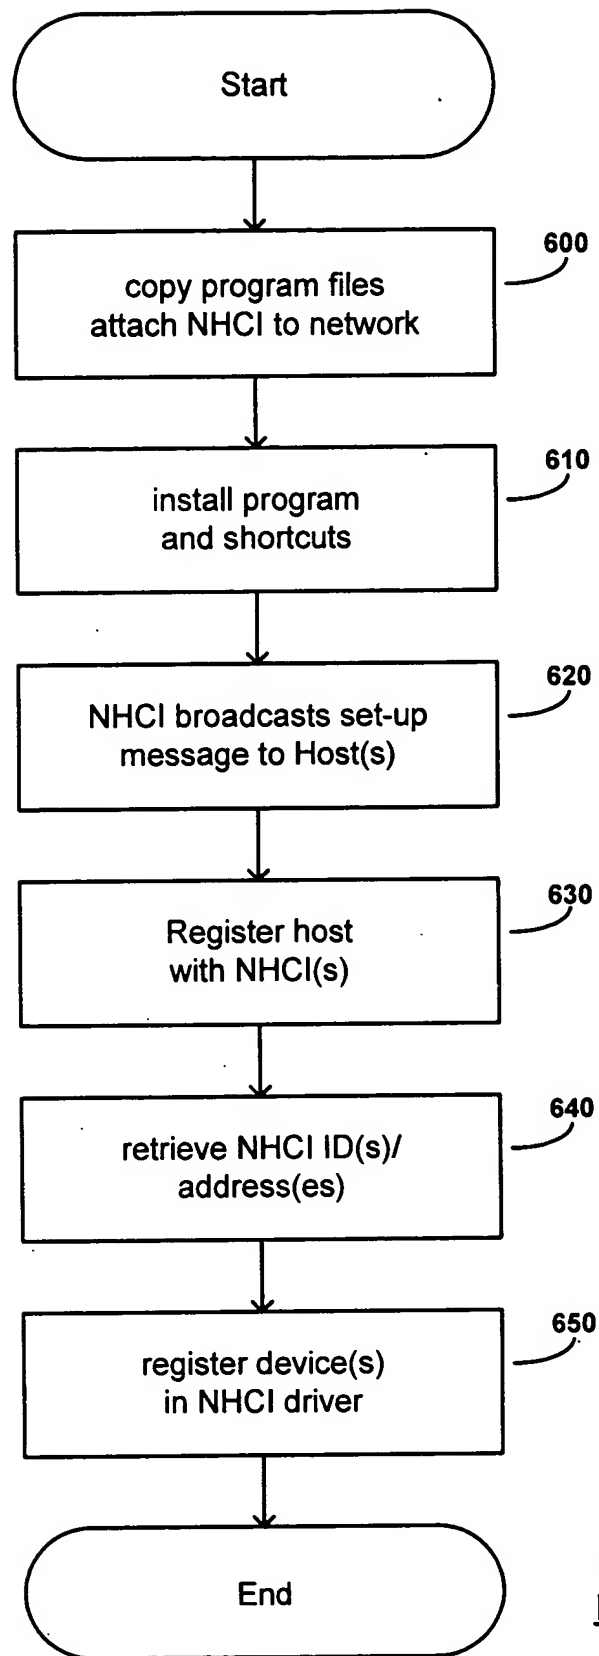 Start
600
copy program files
attach NHCI to network
610
install program
and shortcuts
620
NHCI broadcasts set-up
message to Host(s)
630
Register host
with NHCI(s)
640
retrieve NHCI ID(s)/
address(es)
650
register device(s)
in NHCI driver
End